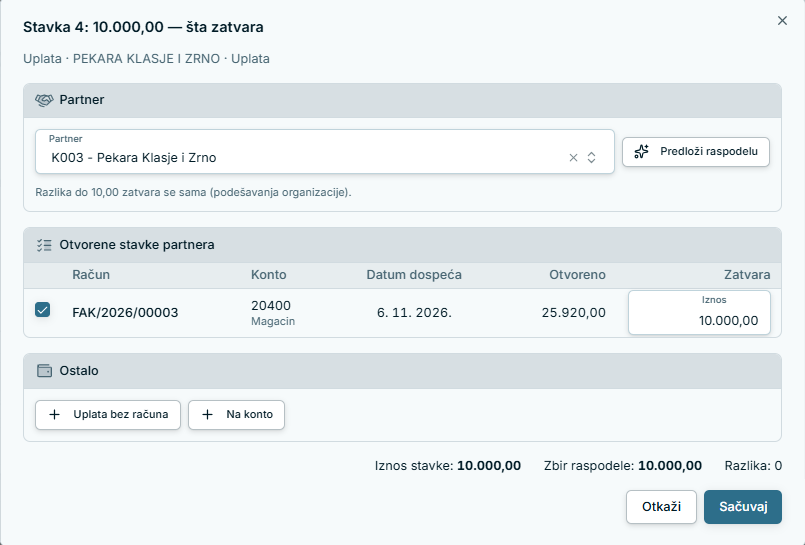 Stavka 4: 10.000,00 — šta zatvara
Uplata · PEKARA KLASJE I ZRNO · Uplata
Partner
Partner
K003 - Pekara Klasje i Zrno
Predloži raspodelu
Razlika do 10,00 zatvara se sama (podešavanja organizacije).
Otvorene stavke partnera
Račun Konto Datum dospeća Otvoreno Zatvara
Iznos
FAK/2026/00003 20400 6. 11. 2026. 25.920,00 10.000,00
Magacin
Ostalo
+ Uplata bez računa + Na konto
Iznos stavke: 10.000,00 Zbir raspodele: 10.000,00 Razlika: 0
Otkaži Sačuvaj